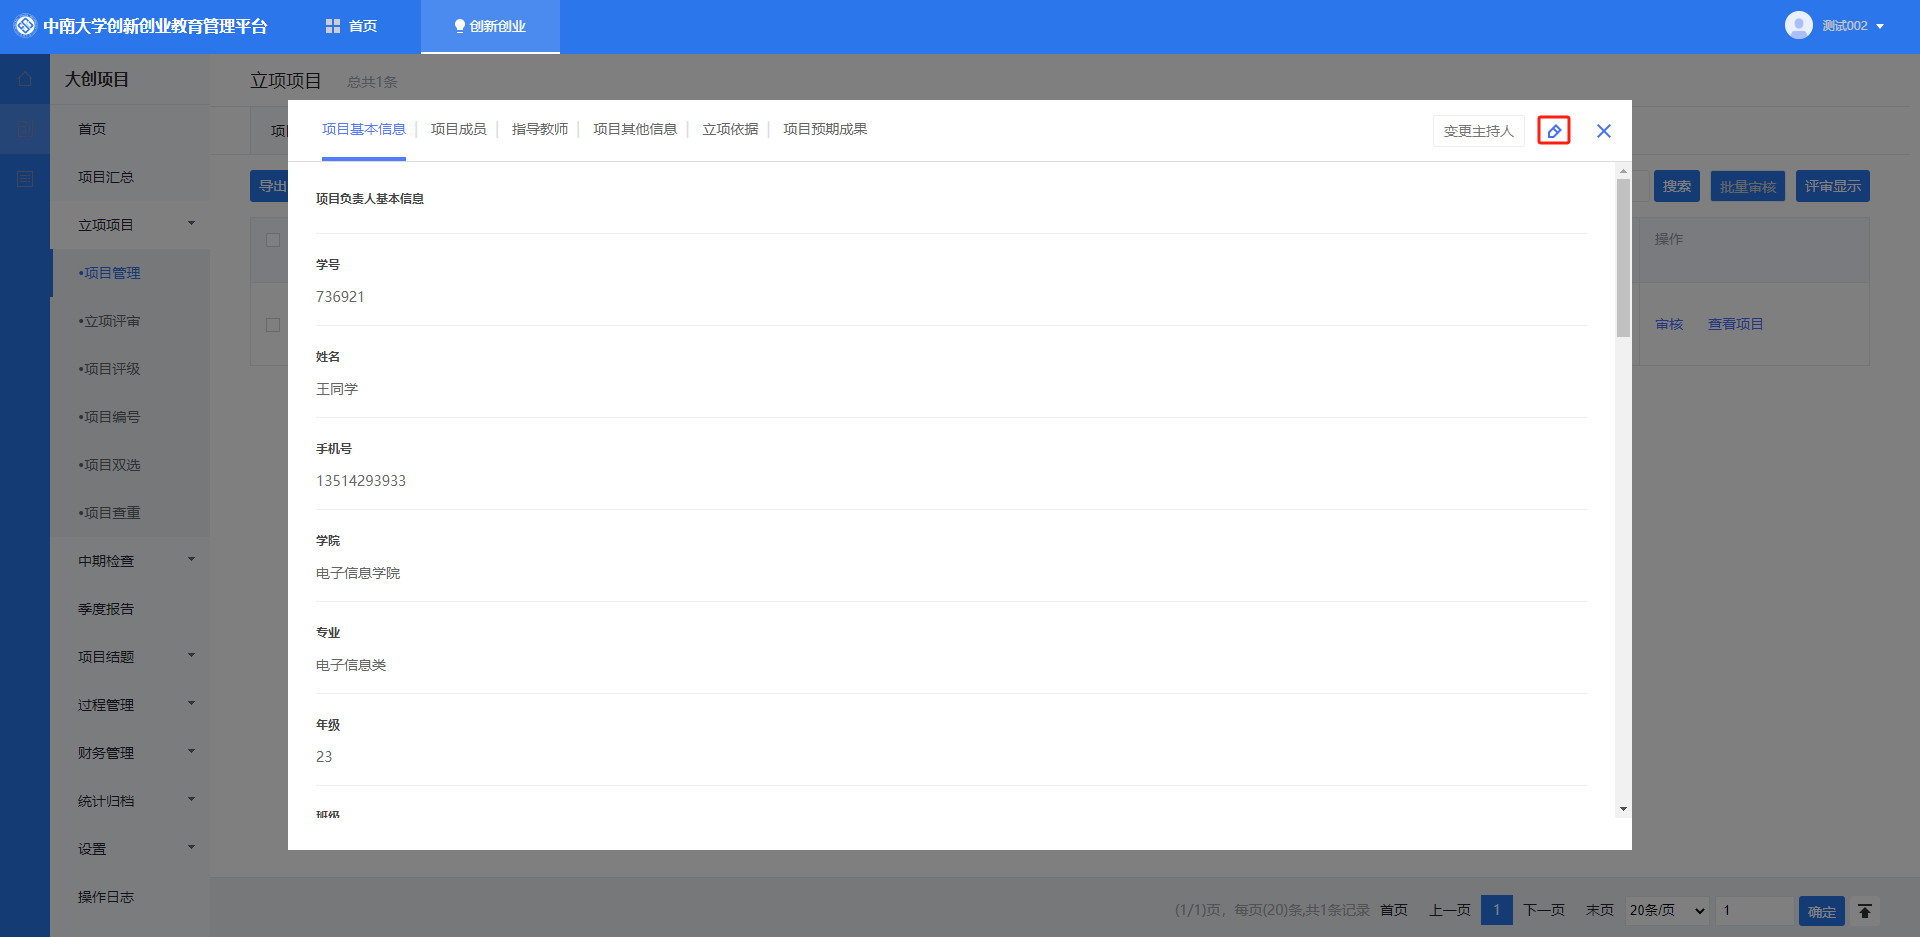 中南大学创新创业教育管理平台
首页
创新创业
测试002
大创项目
首页
项目汇总
立项项目
•项目管理
•立项评审
•项目评级
•项目编号
•项目双选
•项目查重
中期检查
季度报告
项目结题
过程管理
财务管理
统计归档
设置
操作日志
立项项目 总共1条
导出
搜索 批量审核 评审显示
操作
审核 查看项目
项目基本信息 项目成员 指导教师 项目其他信息 立项依据 项目预期成果
变更主持人
项目负责人基本信息
学号
736921
姓名
王同学
手机号
13514293933
学院
电子信息学院
专业
电子信息类
年级
23
班级
(1/1)页，每页(20)条,共1条记录 首页 上一页 1 下一页 末页 20条/页 1 确定